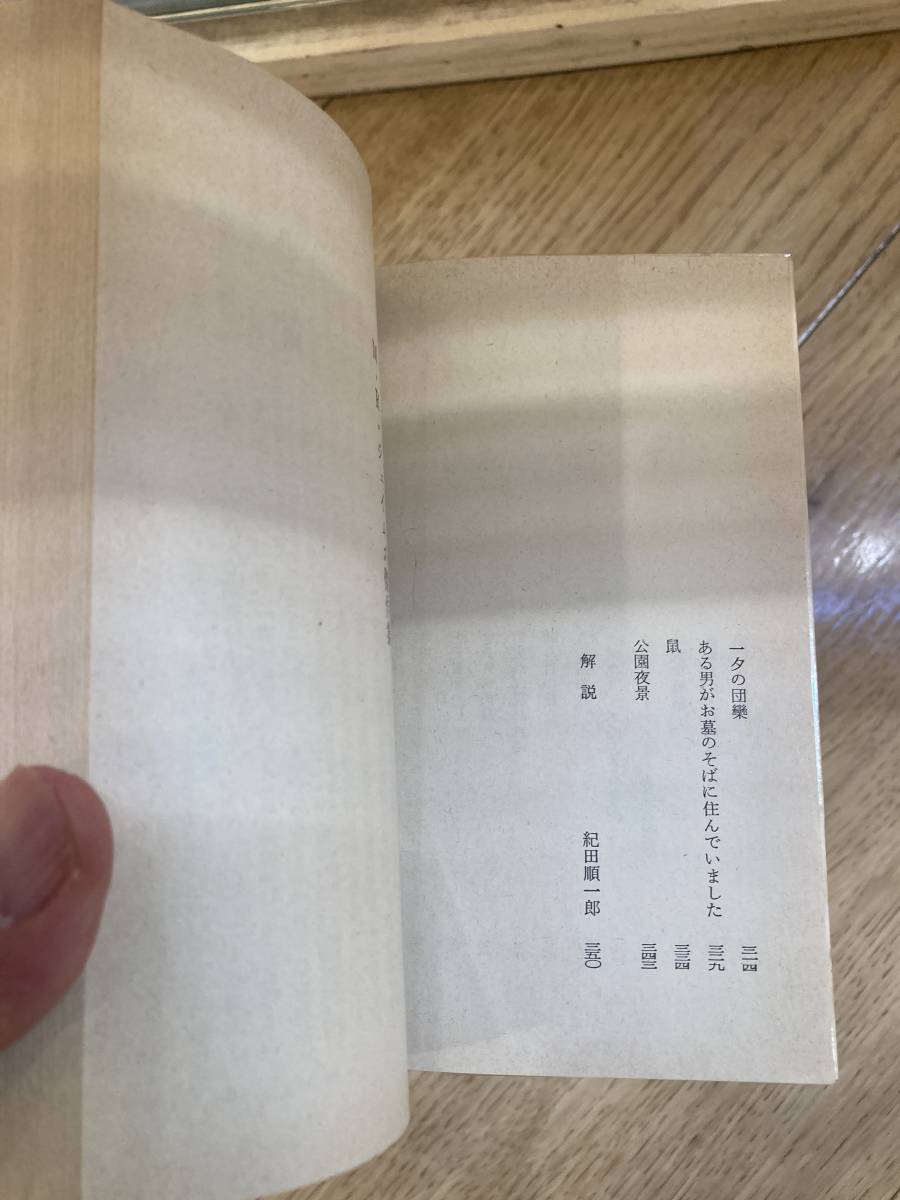 一夕の団欒 三一四
ある男がお墓のそばに住んでいました 三二九
鼠 三三四
公園夜景 三四三
解説 紀田順一郎 三五〇